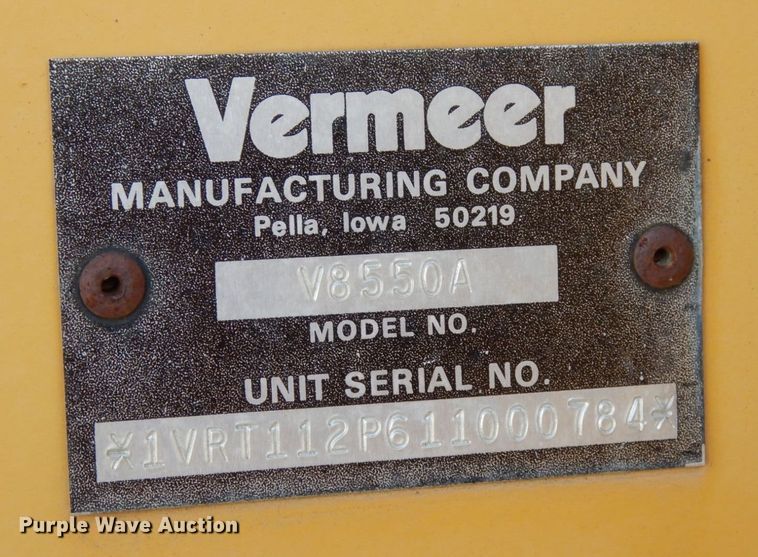 Vermeer
MANUFACTURING COMPANY
Pella, Iowa 50219
V8550A
MODEL NO.
UNIT SERIAL NO.
*1VRT112P611000784*
Purple Wave Auction